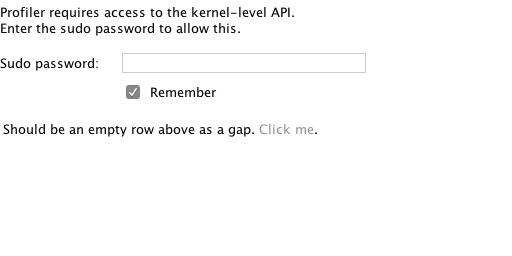 Profiler requires access to the kernel-level API.
Enter the sudo password to allow this.
Sudo password:
Remember
Should be an empty row above as a gap. Click me.